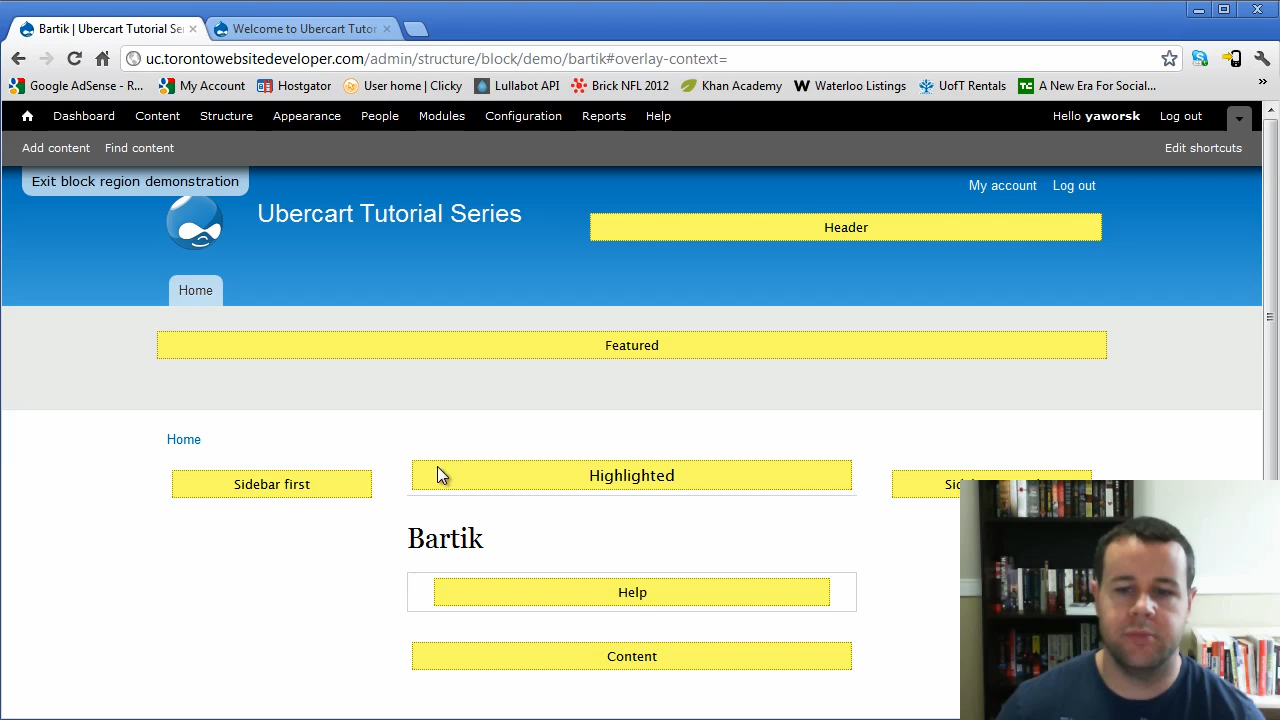 Bartik | Ubercart Tutorial Se
Welcome to Ubercart Tutor
uc.torontowebsitedeveloper.com/admin/structure/block/demo/bartik#overlay-context=
Google AdSense - R... My Account Hostgator User home | Clicky Lullabot API Brick NFL 2012 Khan Academy Waterloo Listings UofT Rentals A New Era For Social...
Dashboard Content Structure Appearance People Modules Configuration Reports Help Hello yaworsk Log out
Add content Find content Edit shortcuts
Exit block region demonstration
My account Log out
Ubercart Tutorial Series
Header
Home
Featured
Home
Highlighted
Sidebar first
Bartik
Help
Content